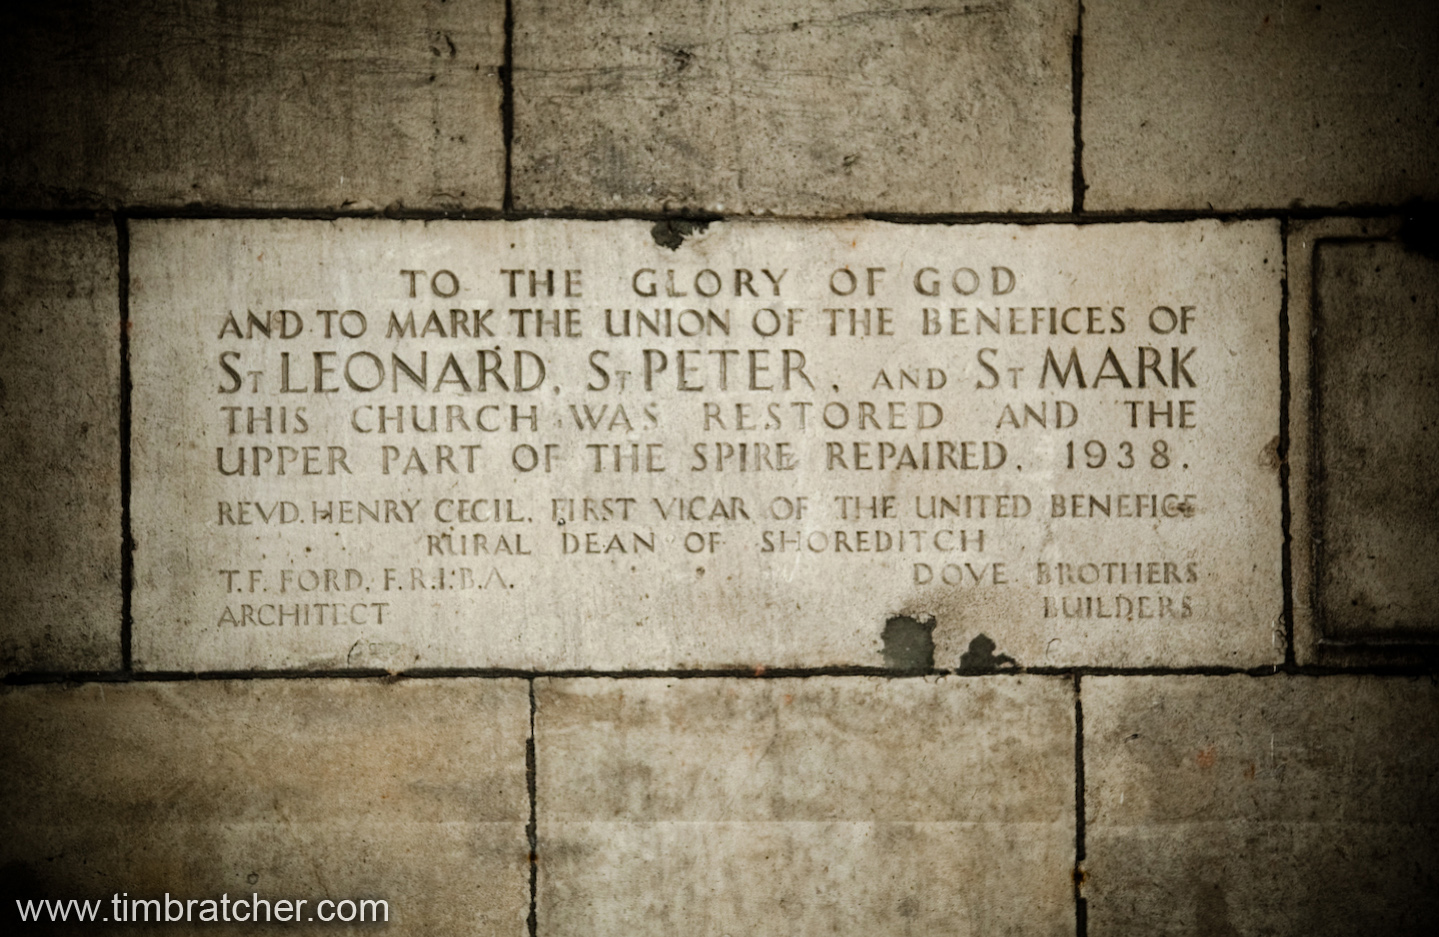 TO THE GLORY OF GOD
AND TO MARK THE UNION OF THE BENEFICES OF
ST LEONARD, ST PETER, AND ST MARK
THIS CHURCH WAS RESTORED AND THE
UPPER PART OF THE SPIRE REPAIRED. 1938.
REVD. HENRY CECIL. FIRST VICAR OF THE UNITED BENEFICE
RURAL DEAN OF SHOREDITCH
T.F. FORD, F.R.I.B.A. DOVE BROTHERS
ARCHITECT BUILDERS
www.timbratcher.com